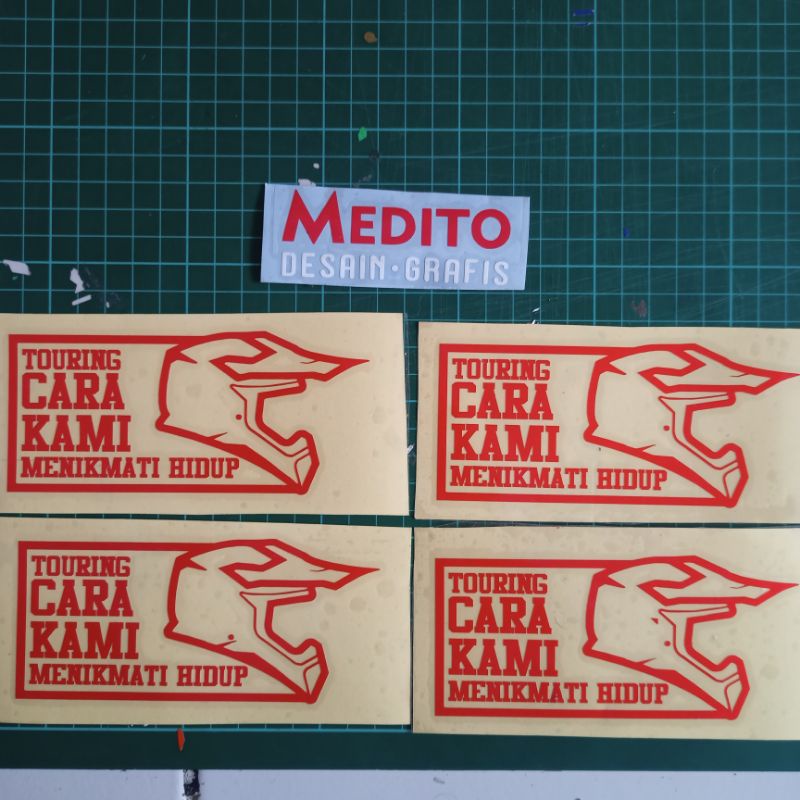 MEDITO
DESAIN·GRAFIS
TOURING
CARA
KAMI
MENIKMATI HIDUP
TOURING
CARA
KAMI
MENIKMATI HIDUP
TOURING
CARA
KAMI
MENIKMATI HIDUP
TOURING
CARA
KAMI
MENIKMATI HIDUP